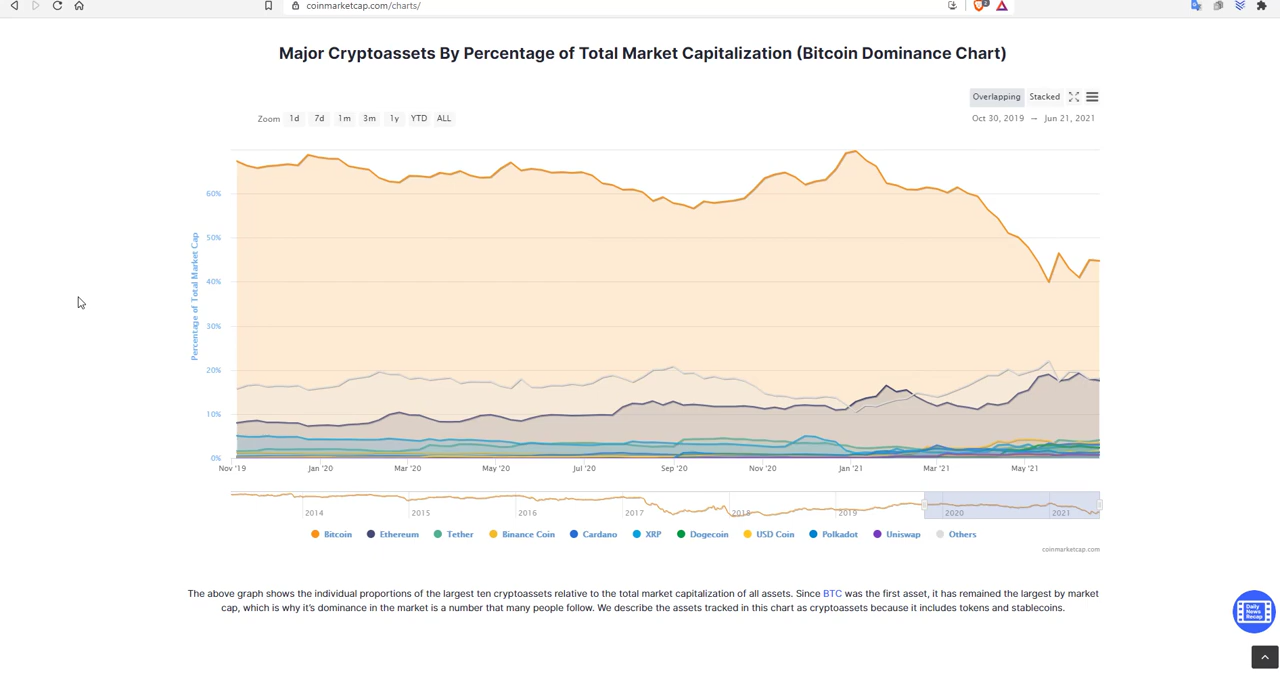 coinmarketcap.com/charts/
2
Major Cryptoassets By Percentage of Total Market Capitalization (Bitcoin Dominance Chart)
Overlapping Stacked
Zoom 1d 7d 1m 3m 1y YTD ALL
Oct 30, 2019 → Jun 21, 2021
Percentage of Total Market Cap
60%
50%
40%
30%
20%
10%
0%
Nov '19 Jan '20 Mar '20 May '20 Jul '20 Sep '20 Nov '20 Jan '21 Mar '21 May '21
2014 2015 2016 2017 2018 2019 2020 2021
Bitcoin Ethereum Tether Binance Coin Cardano XRP Dogecoin USD Coin Polkadot Uniswap Others
coinmarketcap.com
The above graph shows the individual proportions of the largest ten cryptoassets relative to the total market capitalization of all assets. Since BTC was the first asset, it has remained the largest by market
cap, which is why it's dominance in the market is a number that many people follow. We describe the assets tracked in this chart as cryptoassets because it includes tokens and stablecoins.
Daily
News
Recap